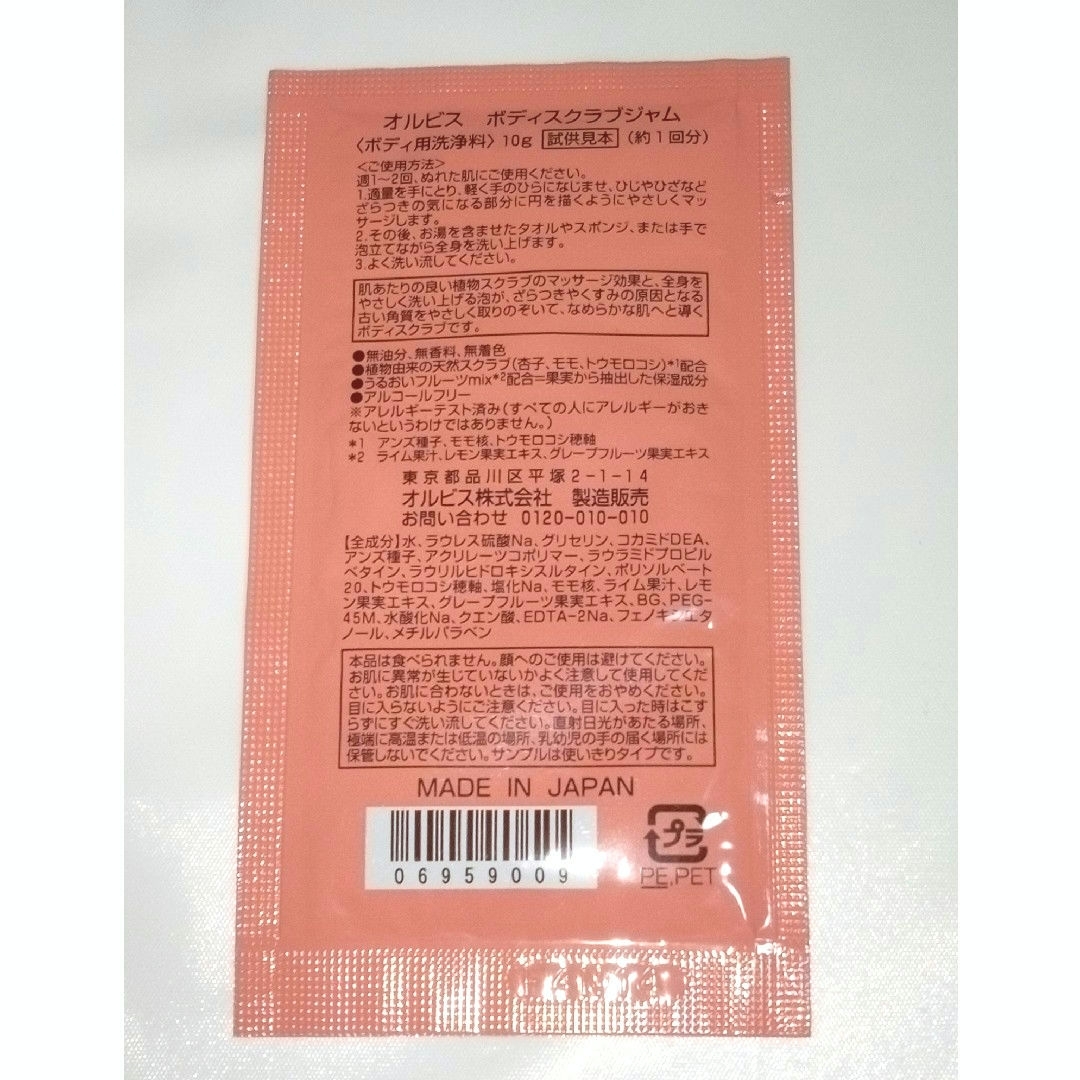 オルビス ボディスクラブジャム
〈ボディ用洗浄料〉10g 試供見本 (約1回分)
<ご使用方法>
週1〜2回、ぬれた肌にご使用ください。
1.適量を手にとり、軽く手のひらになじませ、ひじやひざなど
ざらつきの気になる部分に円を描くようにやさしくマッ
サージします。
2.その後、お湯を含ませたタオルやスポンジ、または手で
泡立てながら全身を洗い上げます。
3.よく洗い流してください。
肌あたりの良い植物スクラブのマッサージ効果と、全身を
やさしく洗い上げる泡が、ざらつきやくすみの原因となる
古い角質をやさしく取りのぞいて、なめらかな肌へと導く
ボディスクラブです。
●無油分、無香料、無着色
●植物由来の天然スクラブ(杏子、モモ、トウモロコシ)*1配合
●うるおいフルーツmix*2配合=果実から抽出した保湿成分
●アルコールフリー
※アレルギーテスト済み(すべての人にアレルギーがおき
ないというわけではありません。)
*1 アンズ種子、モモ核、トウモロコシ穂軸
*2 ライム果汁、レモン果実エキス、グレープフルーツ果実エキス
東京都品川区平塚2-1-14
オルビス株式会社 製造販売
お問い合わせ 0120-010-010
【全成分】水、ラウレス硫酸Na、グリセリン、コカミドDEA、
アンズ種子、アクリレーツコポリマー、ラウラミドプロピル
ベタイン、ラウリルヒドロキシスルタイン、ポリソルベート
20、トウモロコシ穂軸、塩化Na、モモ核、ライム果汁、レモ
ン果実エキス、グレープフルーツ果実エキス、BG、PEG-
45M、水酸化Na、クエン酸、EDTA-2Na、フェノキシエタ
ノール、メチルパラベン
本品は食べられません。顔へのご使用は避けてください。
お肌に異常が生じていないかよく注意して使用してくだ
さい。お肌に合わないときは、ご使用をおやめください。
目に入らないようにご注意ください。目に入った時はこす
らずにすぐ洗い流してください。直射日光があたる場所、
極端に高温または低温の場所、乳幼児の手の届く場所には
保管しないでください。サンプルは使いきりタイプです。
MADE IN JAPAN
06959009
プラ
PE,PET